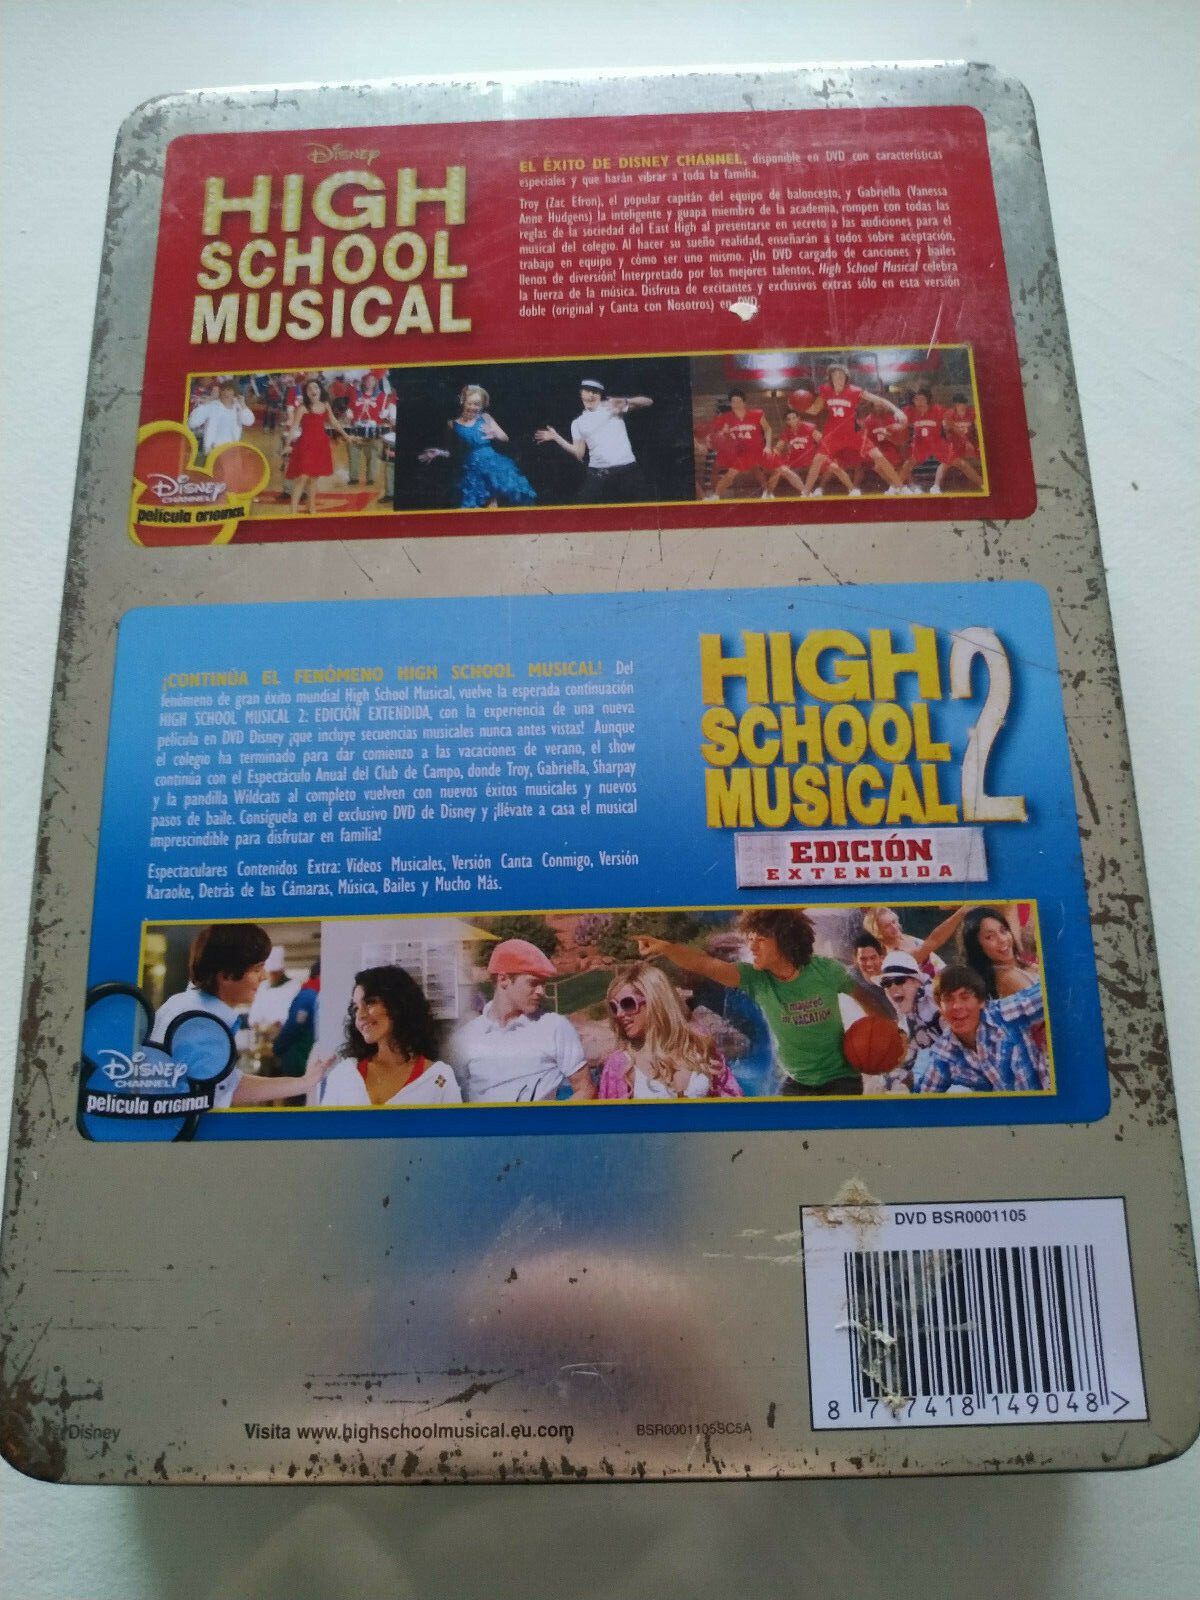 Disney
HIGH
SCHOOL
MUSICAL
EL ÉXITO DE DISNEY CHANNEL, disponible en DVD con características
especiales y que harán vibrar a toda la familia.
Troy (Zac Efron), el popular capitán del equipo de baloncesto, y Gabriella (Vanessa
Anne Hudgens) la inteligente y guapa miembro de la academia, rompen con todas las
reglas de la sociedad del East High al presentarse en secreto a las audiciones para el
musical del colegio. Al hacer su sueño realidad, enseñarán a todos sobre aceptación,
trabajo en equipo y cómo ser uno mismo. ¡Un DVD cargado de canciones y bailes
llenos de diversión! Interpretado por los mejores talentos, High School Musical celebra
la fuerza de la música. Disfruta de excitantes y exclusivos extras sólo en esta versión
doble (original y Canta con Nosotros) en DVD.
14
8
Disney
CHANNEL
película original
¡CONTINÚA EL FENÓMENO HIGH SCHOOL MUSICAL! Del
fenómeno de gran éxito mundial High School Musical, vuelve la esperada continuación
HIGH SCHOOL MUSICAL 2: EDICIÓN EXTENDIDA, con la experiencia de una nueva
película en DVD Disney ¡que incluye secuencias musicales nunca antes vistas! Aunque
el colegio ha terminado para dar comienzo a las vacaciones de verano, el show
continúa con el Espectáculo Anual del Club de Campo, donde Troy, Gabriella, Sharpay
y la pandilla Wildcats al completo vuelven con nuevos éxitos musicales y nuevos
pasos de baile. Consíguela en el exclusivo DVD de Disney y ¡llévate a casa el musical
imprescindible para disfrutar en familia!
Espectaculares Contenidos Extra: Videos Musicales, Versión Canta Conmigo, Versión
Karaoke, Detrás de las Cámaras, Música, Bailes y Mucho Más.
HIGH
SCHOOL
MUSICAL 2
EDICIÓN
EXTENDIDA
I majored
in VACATION
Disney
CHANNEL
película original
DVD BSR0001105
8 717418 149048 >
Disney
Visita www.highschoolmusical.eu.com
BSR0001105SC5A